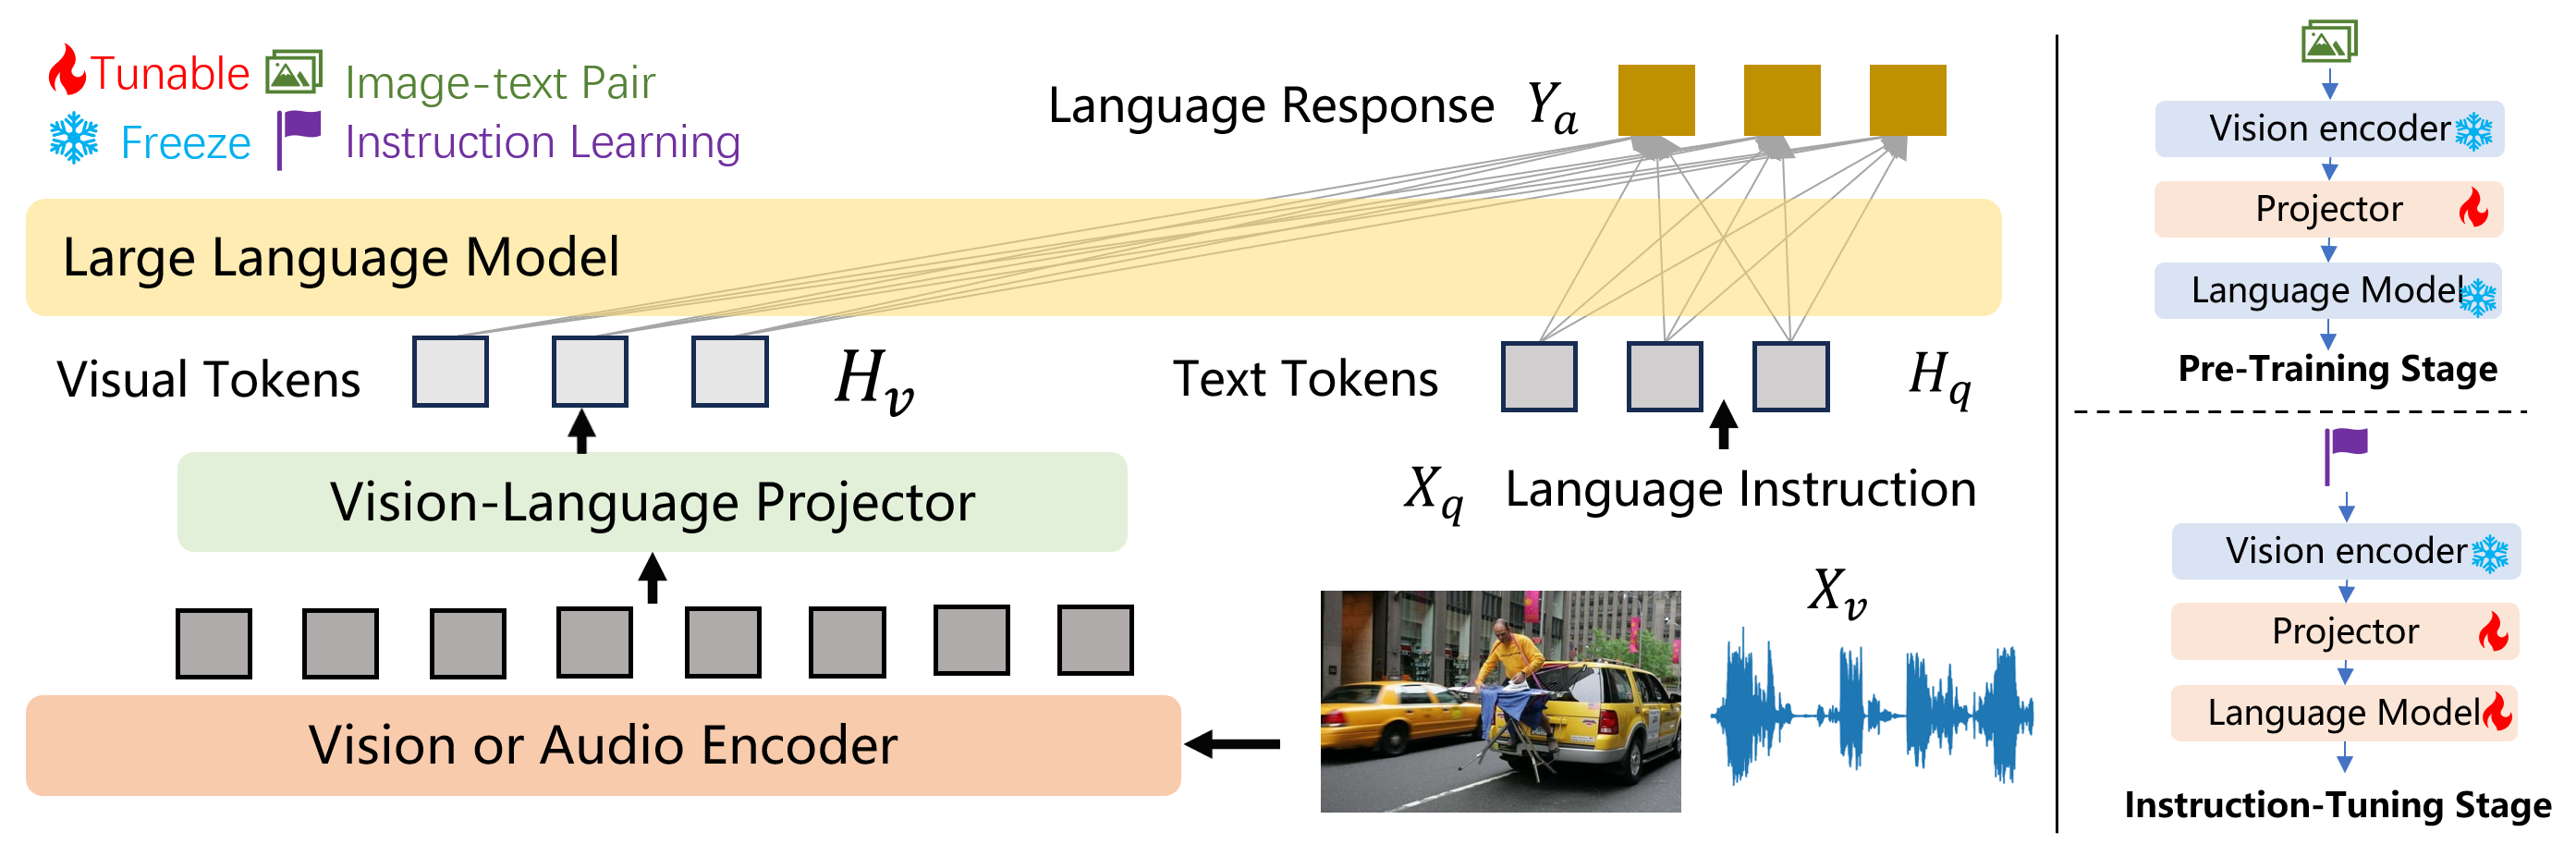 Tunable
Image-text Pair
Freeze
Instruction Learning
Language Response Y_a
Large Language Model
Visual Tokens
H_v
Text Tokens
H_q
Vision-Language Projector
X_q Language Instruction
X_v
Vision or Audio Encoder
Vision encoder
Projector
Language Model
Pre-Training Stage
Vision encoder
Projector
Language Model
Instruction-Tuning Stage